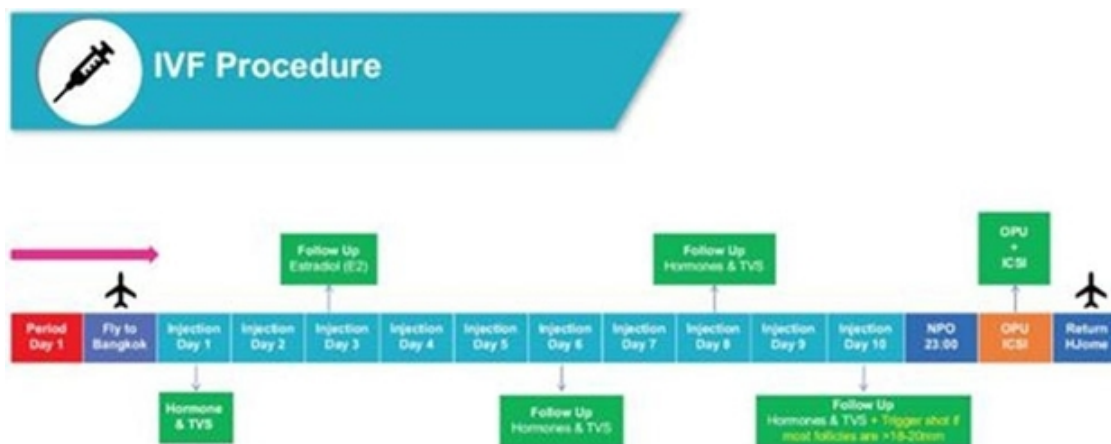 IVF Procedure
Follow Up
Estradiol (E2)
Follow Up
Hormones & TVS
OPU
+
ICSI
Period
Day 1
Fly to
Bangkok
Injection
Day 1
Injection
Day 2
Injection
Day 3
Injection
Day 4
Injection
Day 5
Injection
Day 6
Injection
Day 7
Injection
Day 8
Injection
Day 9
Injection
Day 10
NPO
23:00
OPU
ICSI
Return
HJome
Hormone
& TVS
Follow Up
Hormones & TVS
Follow Up
Hormones & TVS + Trigger shot if
most follicles are >18-20mm